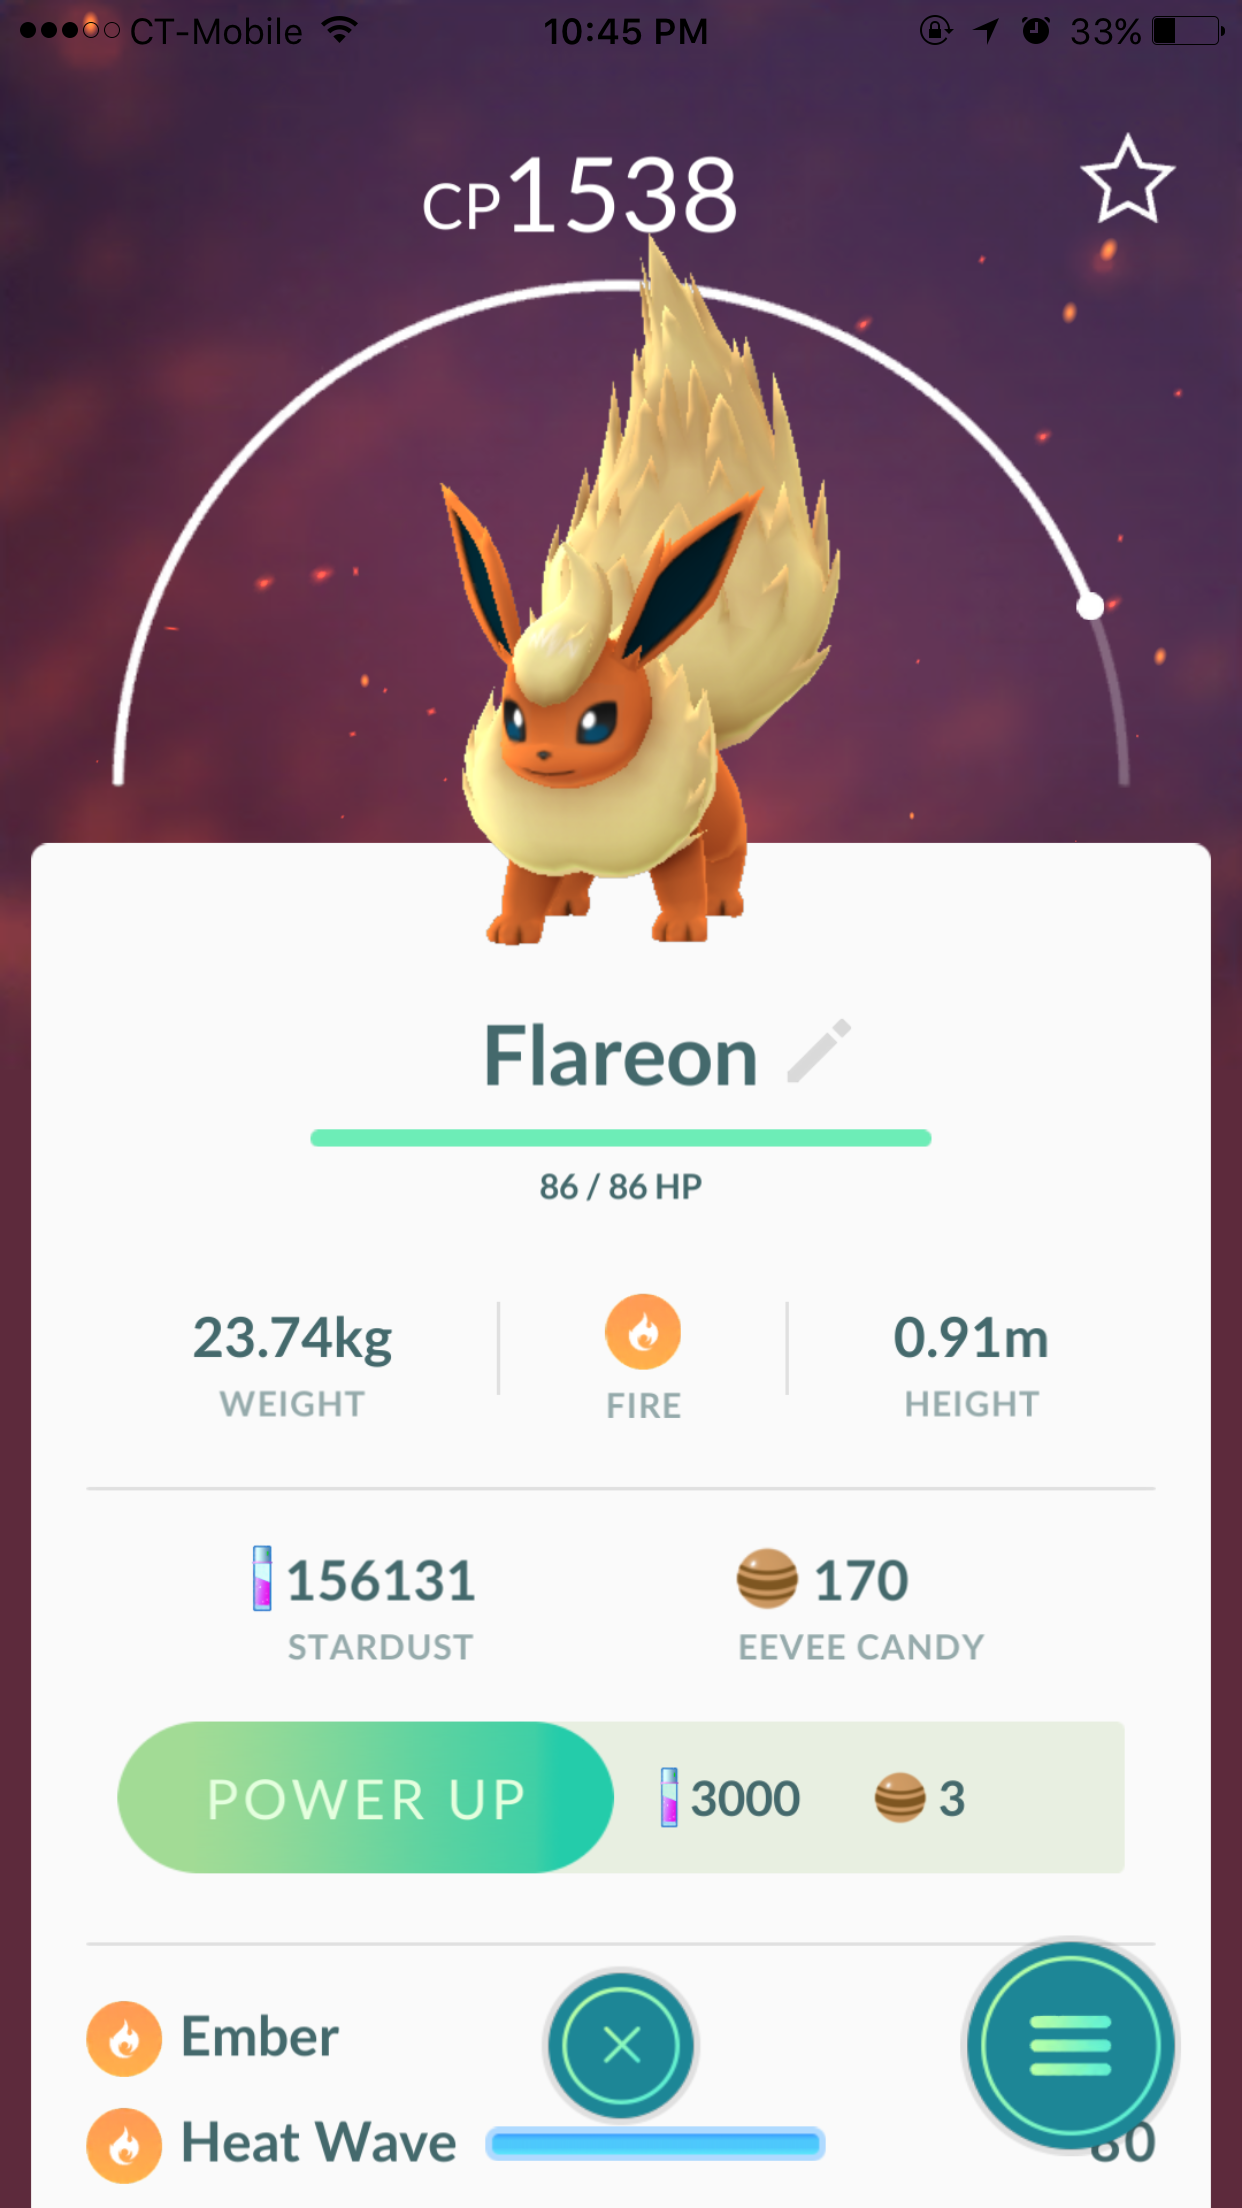 CT-Mobile 10:45 PM 33%
CP1538
Flareon
86 / 86 HP
23.74kg
WEIGHT
FIRE
0.91m
HEIGHT
156131
STARDUST
170
EEVEE CANDY
POWER UP 3000 3
Ember
Heat Wave 80